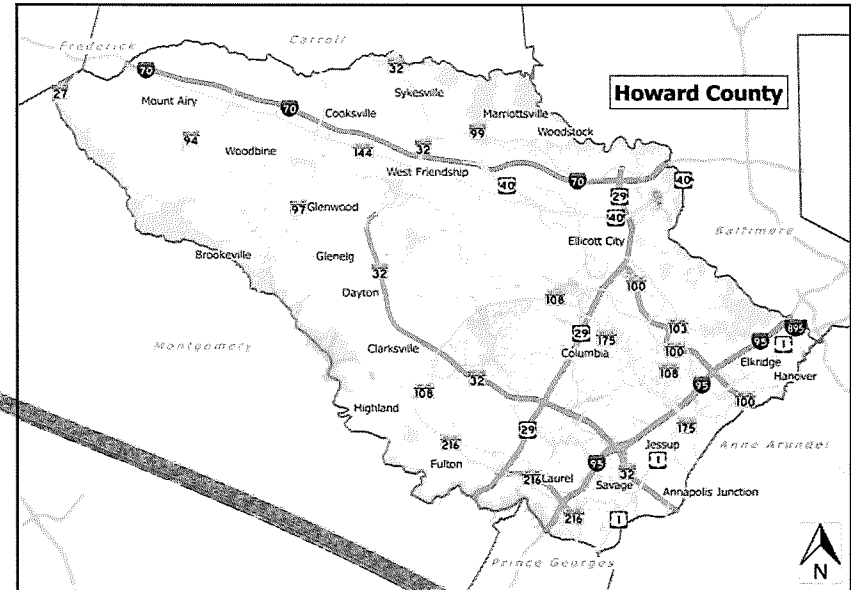 Carroll
Frederick
32
70
Sykesville
27
Howard County
Mount Airy
70
Cooksville
Marriottsville
99
Woodstock
94
Woodbine
144
32
West Friendship
70
40
40
29
97
Glenwood
40
Ellicott City
Baltimore
Brookeville
Glenelg
32
100
Dayton
108
103
895
29
175
95
1
Montgomery
Clarksville
Columbia
100
Elkridge
108
Hanover
32
95
108
100
Highland
29
175
Anne Arundel
216
Jessup
Fulton
95
1
32
216
Laurel
Savage
Annapolis Junction
216
1
Prince Georges
N